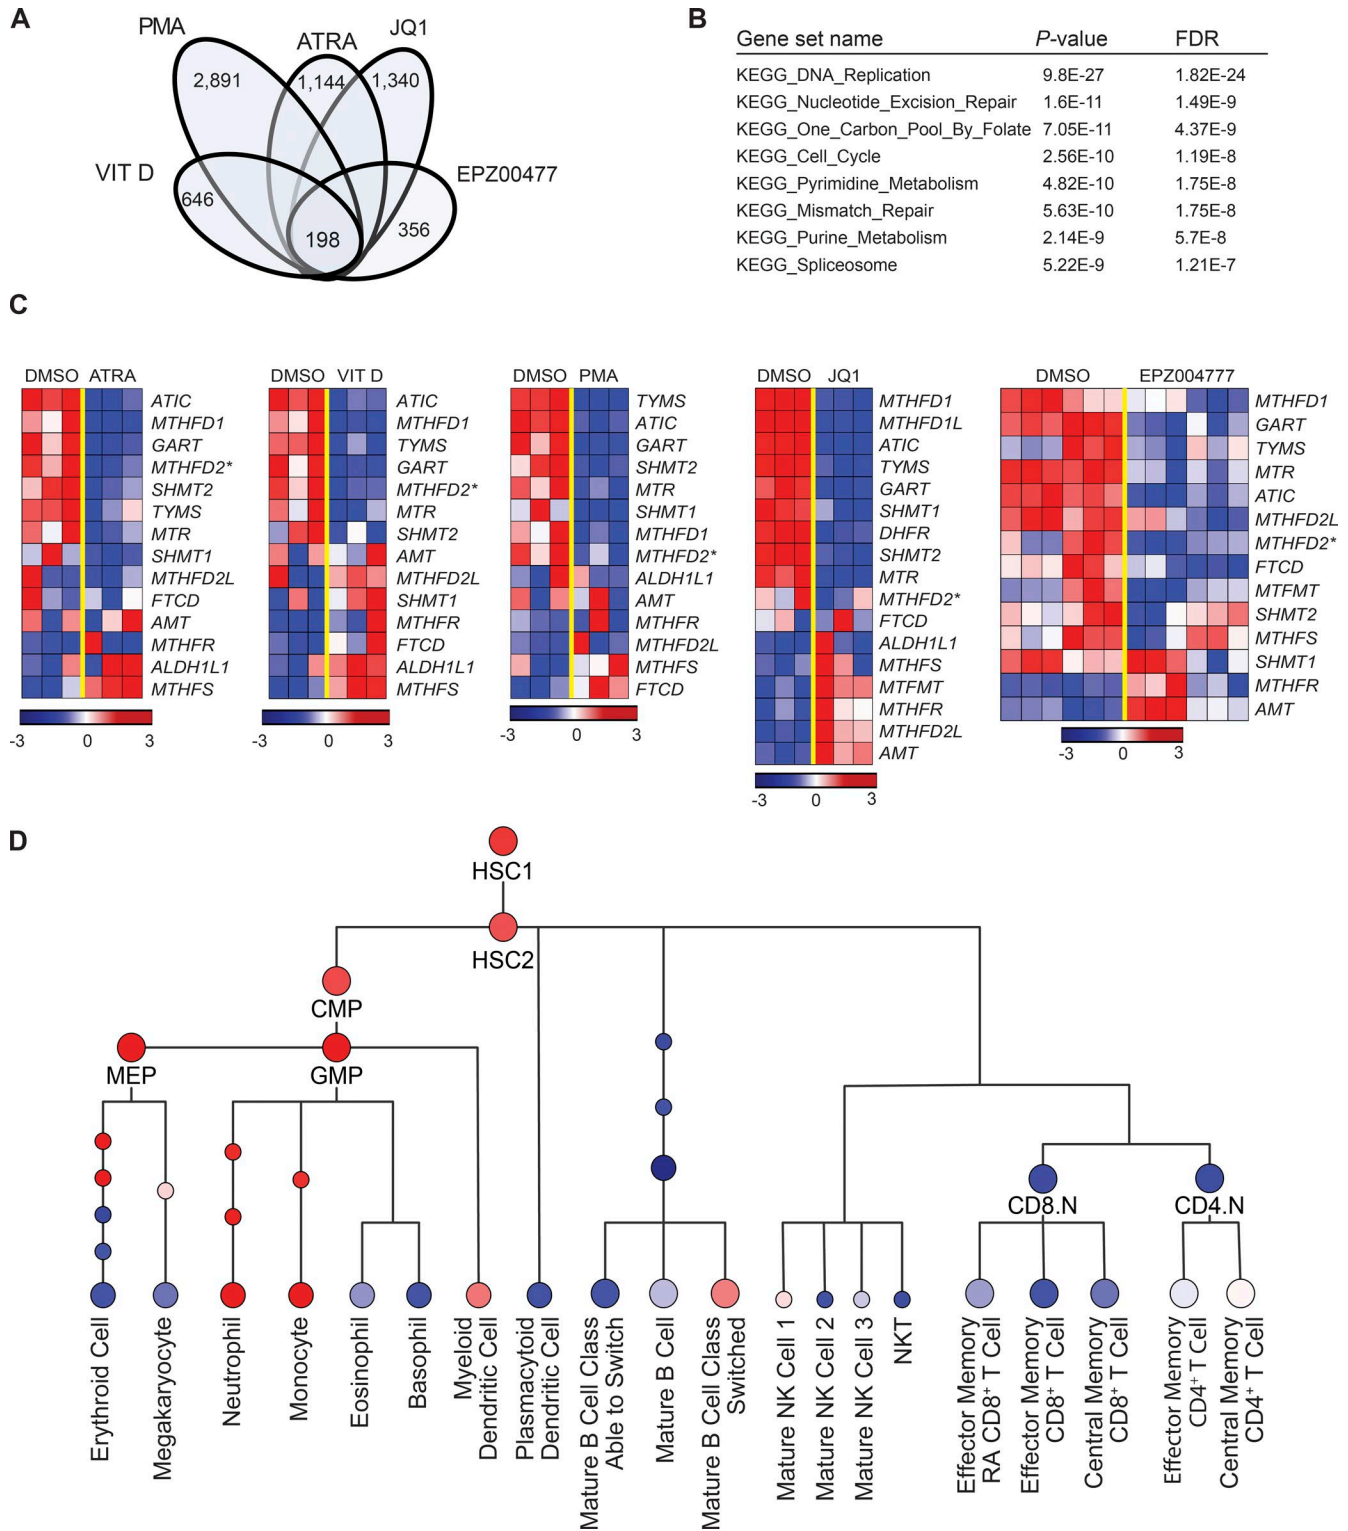 A
PMA
ATRA
JQ1
2,891
1,144
1,340
VIT D
EPZ00477
646
198
356
B
Gene set name P-value FDR
KEGG_DNA_Replication 9.8E-27 1.82E-24
KEGG_Nucleotide_Excision_Repair 1.6E-11 1.49E-9
KEGG_One_Carbon_Pool_By_Folate 7.05E-11 4.37E-9
KEGG_Cell_Cycle 2.56E-10 1.19E-8
KEGG_Pyrimidine_Metabolism 4.82E-10 1.75E-8
KEGG_Mismatch_Repair 5.63E-10 1.75E-8
KEGG_Purine_Metabolism 2.14E-9 5.7E-8
KEGG_Spliceosome 5.22E-9 1.21E-7
C
DMSO ATRA
ATIC
MTHFD1
GART
MTHFD2*
SHMT2
TYMS
MTR
SHMT1
MTHFD2L
FTCD
AMT
MTHFR
ALDH1L1
MTHFS
-3 0 3
DMSO VIT D
ATIC
MTHFD1
TYMS
GART
MTHFD2*
MTR
SHMT2
AMT
MTHFD2L
SHMT1
MTHFR
FTCD
ALDH1L1
MTHFS
-3 0 3
DMSO PMA
TYMS
ATIC
GART
SHMT2
MTR
SHMT1
MTHFD1
MTHFD2*
ALDH1L1
AMT
MTHFR
MTHFD2L
MTHFS
FTCD
-3 0 3
DMSO JQ1
MTHFD1
MTHFD1L
ATIC
TYMS
GART
SHMT1
DHFR
SHMT2
MTR
MTHFD2*
FTCD
ALDH1L1
MTHFS
MTFMT
MTHFR
MTHFD2L
AMT
-3 0 3
DMSO EPZ004777
MTHFD1
GART
TYMS
MTR
ATIC
MTHFD2L
MTHFD2*
FTCD
MTFMT
SHMT2
MTHFS
SHMT1
MTHFR
AMT
-3 0 3
D
HSC1
HSC2
CMP
MEP
GMP
CD8.N
CD4.N
Erythroid Cell
Megakaryocyte
Neutrophil
Monocyte
Eosinophil
Basophil
Myeloid
Dendritic Cell
Plasmacytoid
Dendritic Cell
Mature B Cell Class
Able to Switch
Mature B Cell
Mature B Cell Class
Switched
Mature NK Cell 1
Mature NK Cell 2
Mature NK Cell 3
NKT
Effector Memory
RA CD8+ T Cell
Effector Memory
CD8+ T Cell
Central Memory
CD8+ T Cell
Effector Memory
CD4+ T Cell
Central Memory
CD4+ T Cell